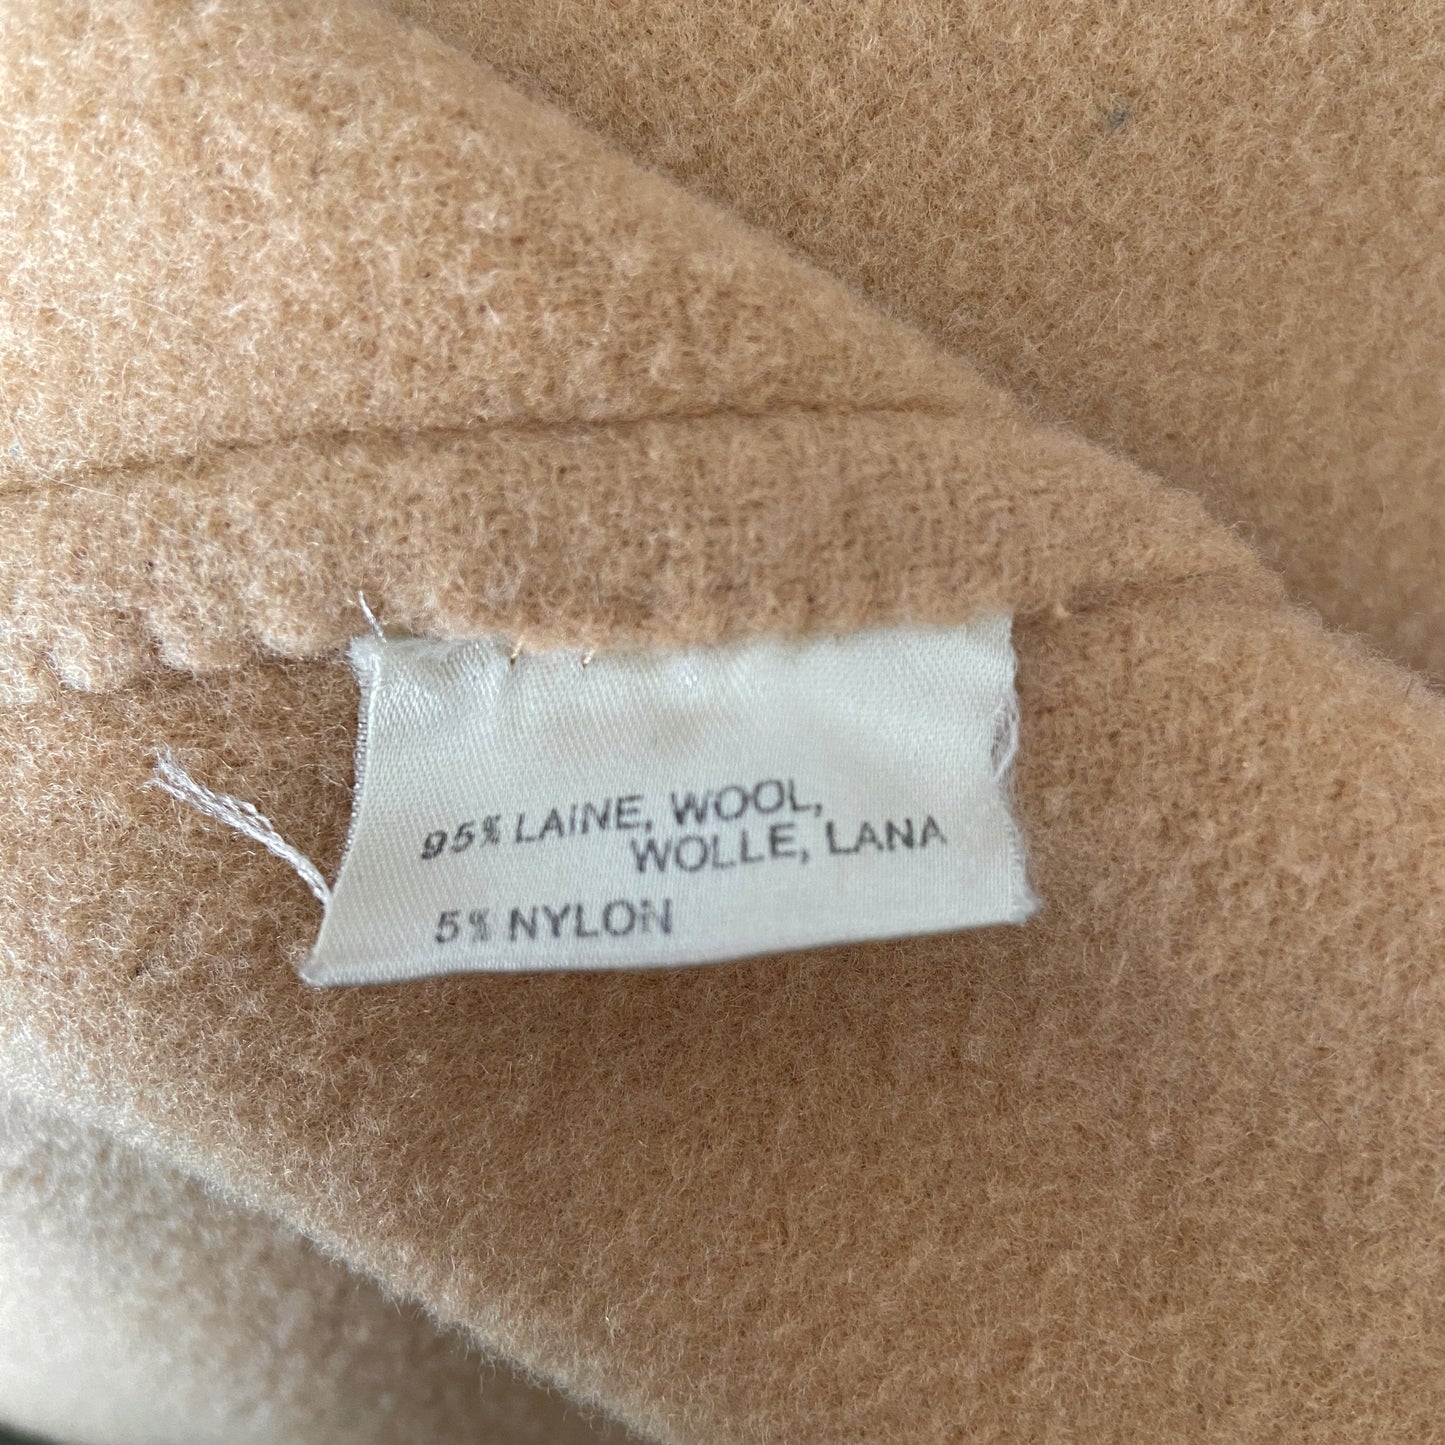 95% LAINE, WOOL,
WOLLE, LANA
5% NYLON